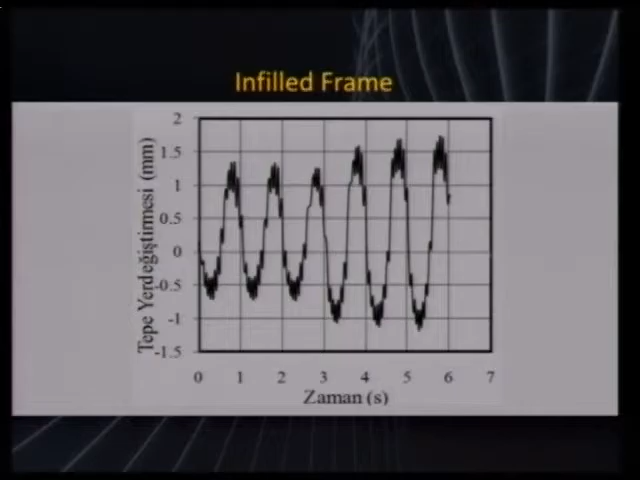 Infilled Frame
Tepe Yerdeğiştirmesi (mm)
2
1.5
1
0.5
0
-0.5
-1
-1.5
0 1 2 3 4 5 6 7
Zaman (s)